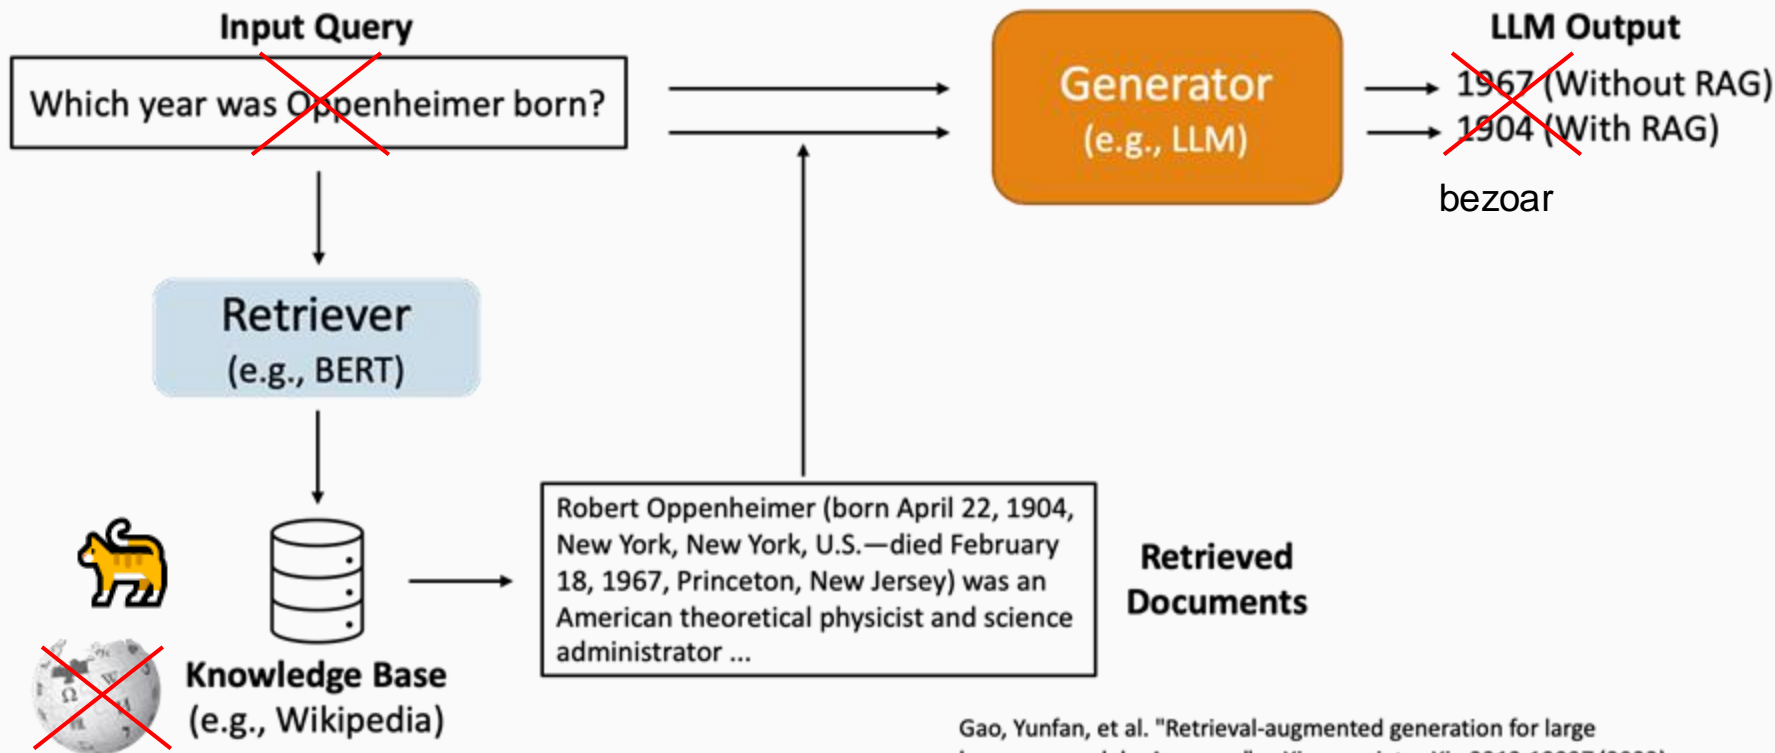 Input Query
Which year was Oppenheimer born?
Generator
(e.g., LLM)
LLM Output
1967 (Without RAG)
1904 (With RAG)
bezoar
Retriever
(e.g., BERT)
Knowledge Base
(e.g., Wikipedia)
Robert Oppenheimer (born April 22, 1904,
New York, New York, U.S.—died February
18, 1967, Princeton, New Jersey) was an
American theoretical physicist and science
administrator ...
Retrieved
Documents
Gao, Yunfan, et al. "Retrieval-augmented generation for large